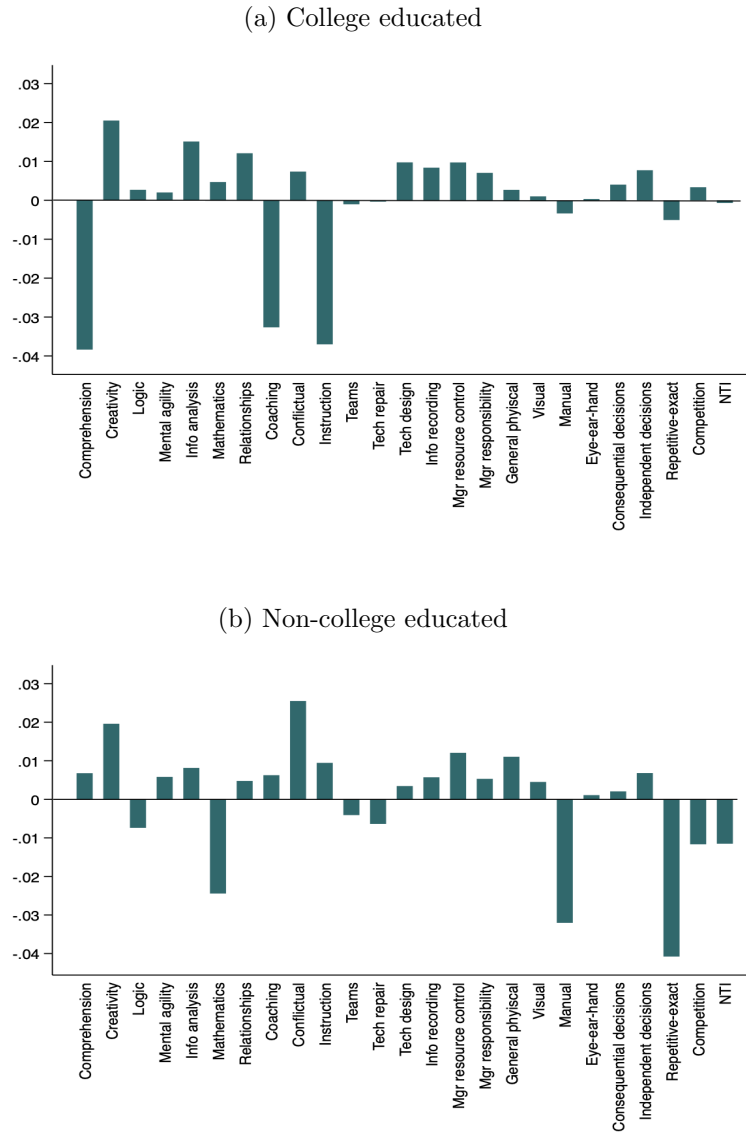 (a) College educated
.03
.02
.01
0
-.01
-.02
-.03
-.04
Comprehension
Creativity
Logic
Mental agility
Info analysis
Mathematics
Relationships
Coaching
Conflictual
Instruction
Teams
Tech repair
Tech design
Info recording
Mgr resource control
Mgr responsibility
General phyiscal
Visual
Manual
Eye-ear-hand
Consequential decisions
Independent decisions
Repetitive-exact
Competition
NTI
(b) Non-college educated
.03
.02
.01
0
-.01
-.02
-.03
-.04
Comprehension
Creativity
Logic
Mental agility
Info analysis
Mathematics
Relationships
Coaching
Conflictual
Instruction
Teams
Tech repair
Tech design
Info recording
Mgr resource control
Mgr responsibility
General phyiscal
Visual
Manual
Eye-ear-hand
Consequential decisions
Independent decisions
Repetitive-exact
Competition
NTI